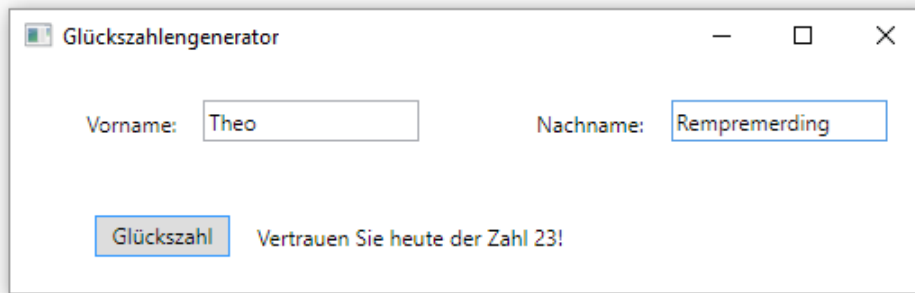 Glückszahlengenerator
Vorname: Theo Nachname: Rempremerding
Glückszahl Vertrauen Sie heute der Zahl 23!